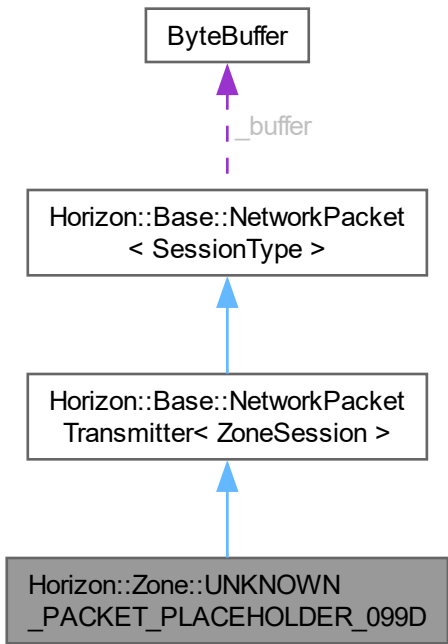 ByteBuffer
_buffer
Horizon::Base::NetworkPacket
< SessionType >
Horizon::Base::NetworkPacket
Transmitter< ZoneSession >
Horizon::Zone::UNKNOWN
_PACKET_PLACEHOLDER_099D